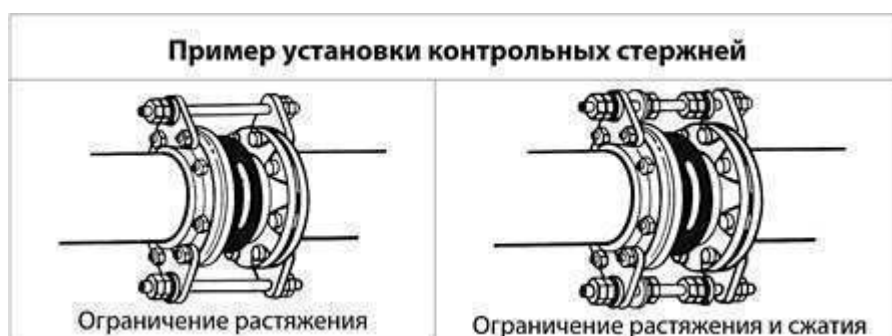 Пример установки контрольных стержней
Ограничение растяжения
Ограничение растяжения и сжатия